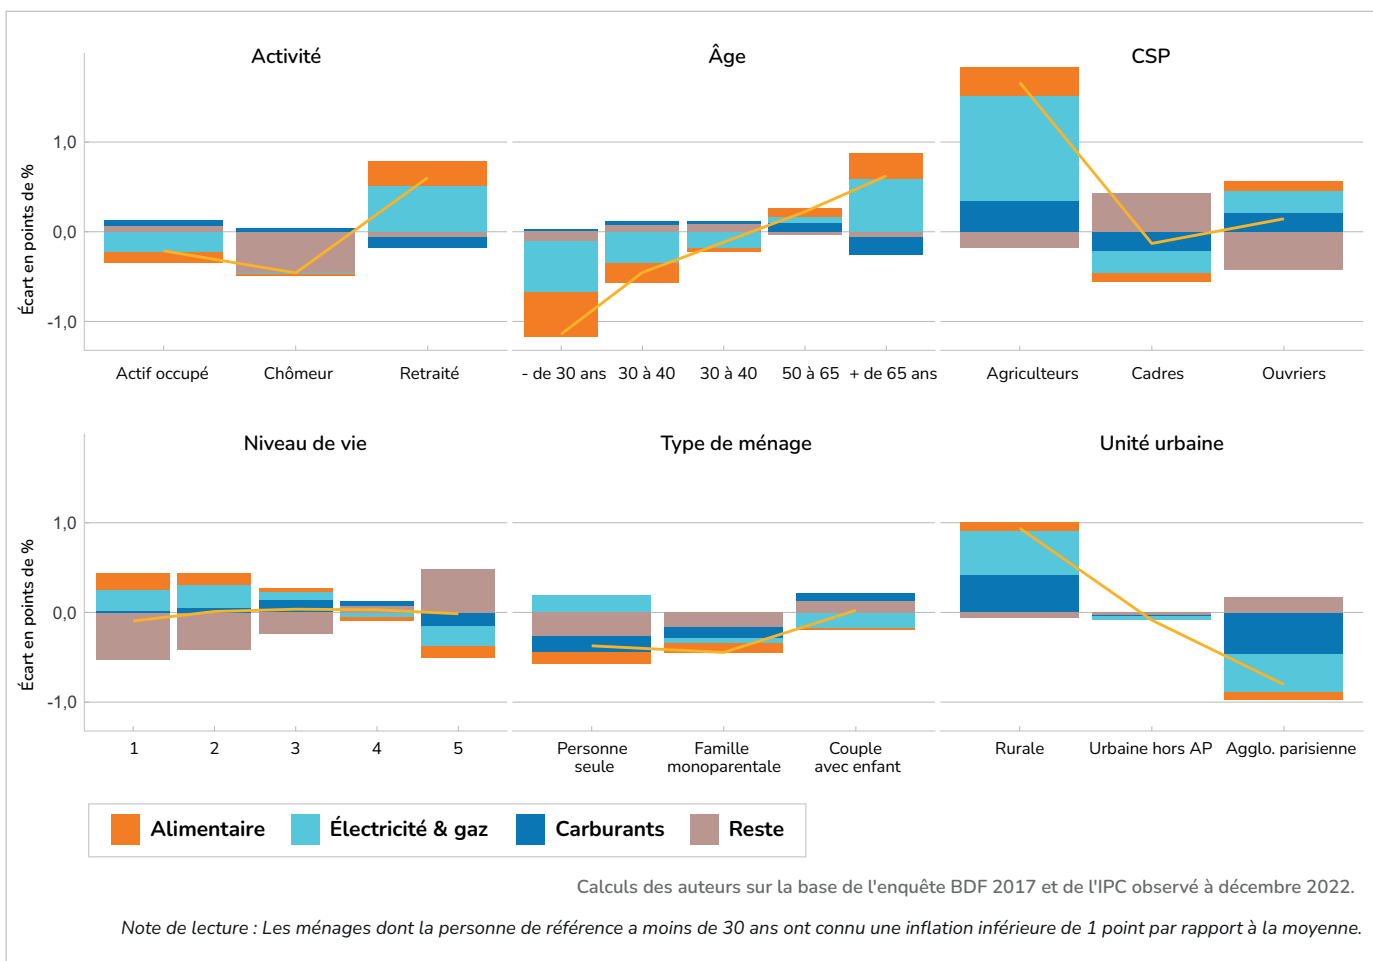 Activité
Âge
CSP
Écart en points de %
1,0
0,0
-1,0
Actif occupé
Chômeur
Retraité
- de 30 ans
30 à 40
30 à 40
50 à 65
+ de 65 ans
Agriculteurs
Cadres
Ouvriers
Niveau de vie
Type de ménage
Unité urbaine
Écart en points de %
1,0
0,0
-1,0
1
2
3
4
5
Personne
seule
Famille
monoparentale
Couple
avec enfant
Rurale
Urbaine hors AP
Agglo. parisienne
Alimentaire
Électricité & gaz
Carburants
Reste
Calculs des auteurs sur la base de l'enquête BDF 2017 et de l'IPC observé à décembre 2022.
Note de lecture : Les ménages dont la personne de référence a moins de 30 ans ont connu une inflation inférieure de 1 point par rapport à la moyenne.